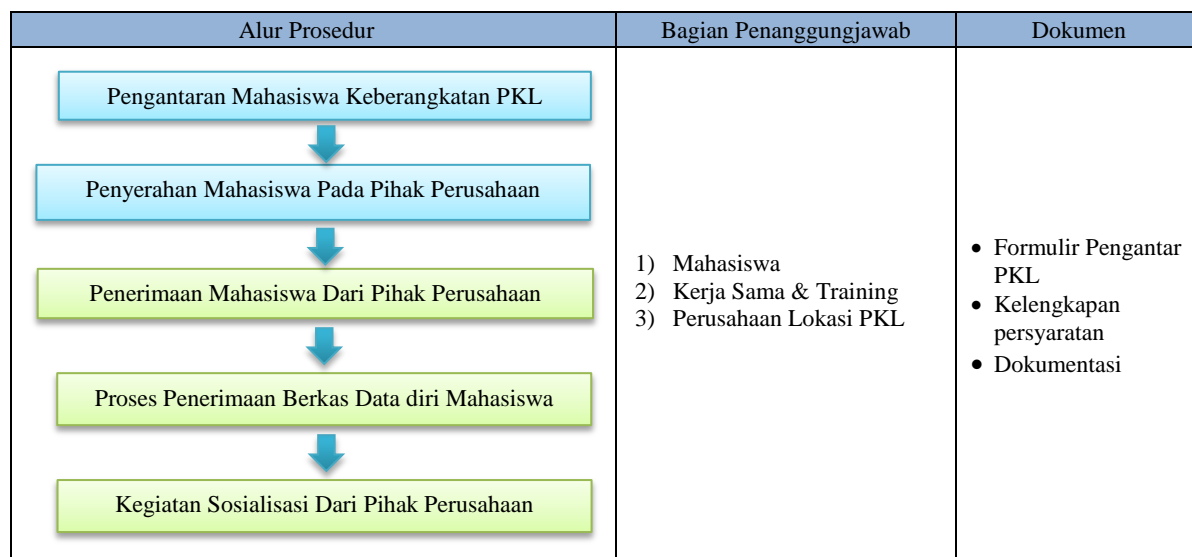 Alur Prosedur
Bagian Penanggungjawab
Dokumen
Pengantaran Mahasiswa Keberangkatan PKL
Penyerahan Mahasiswa Pada Pihak Perusahaan
Penerimaan Mahasiswa Dari Pihak Perusahaan
Proses Penerimaan Berkas Data diri Mahasiswa
Kegiatan Sosialisasi Dari Pihak Perusahaan
1) Mahasiswa
2) Kerja Sama & Training
3) Perusahaan Lokasi PKL
• Formulir Pengantar
PKL
• Kelengkapan
persyaratan
• Dokumentasi